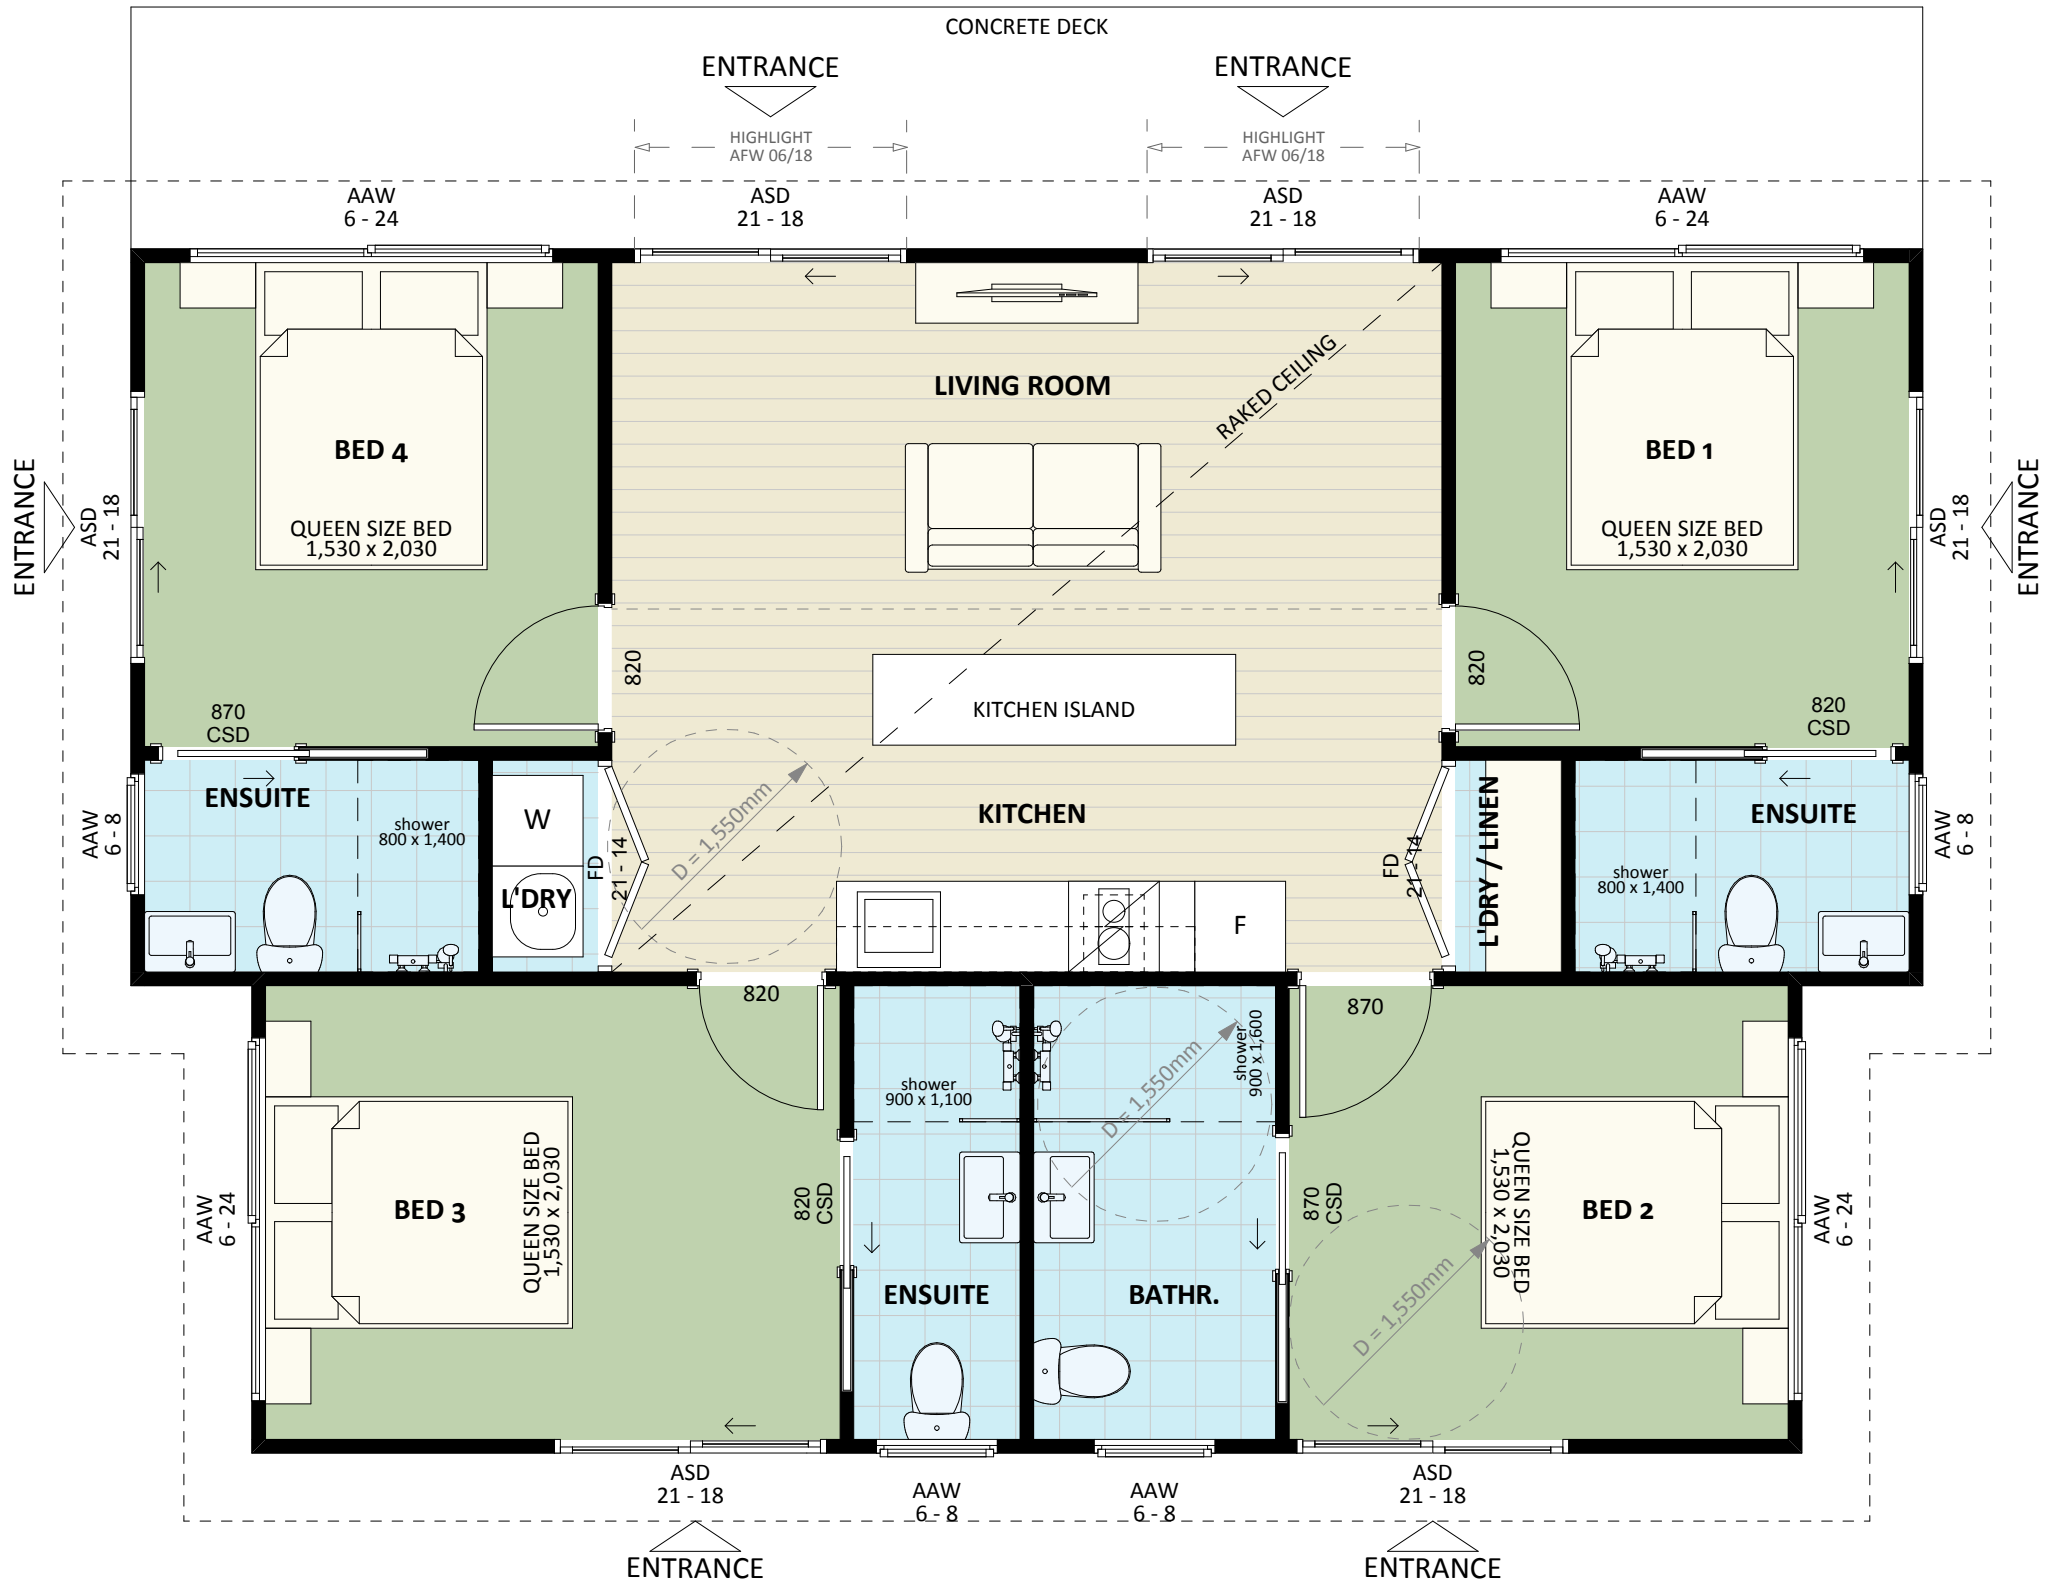 CONCRETE DECK
ENTRANCE
ENTRANCE
HIGHLIGHT
AFW 06/18
HIGHLIGHT
AFW 06/18
AAW
6 - 24
ASD
21 - 18
ASD
21 - 18
AAW
6 - 24
LIVING ROOM
RAKED CEILING
BED 4
QUEEN SIZE BED
1,530 x 2,030
BED 1
QUEEN SIZE BED
1,530 x 2,030
ENTRANCE
ASD
21 - 18
ASD
21 - 18
ENTRANCE
820
820
KITCHEN ISLAND
870
CSD
820
CSD
ENSUITE
shower
800 x 1,400
AAW
6 - 8
W
L'DRY
FD
21 - 14
D = 1,550mm
KITCHEN
F
FD
21 - 14
L'DRY / LINEN
ENSUITE
shower
800 x 1,400
AAW
6 - 8
820
870
shower
900 x 1,100
shower
900 x 1,600
D = 1,550mm
AAW
6 - 24
BED 3
QUEEN SIZE BED
1,530 x 2,030
820
CSD
ENSUITE
BATHR.
870
CSD
D = 1,550mm
QUEEN SIZE BED
1,530 x 2,030
BED 2
AAW
6 - 24
ASD
21 - 18
AAW
6 - 8
AAW
6 - 8
ASD
21 - 18
ENTRANCE
ENTRANCE